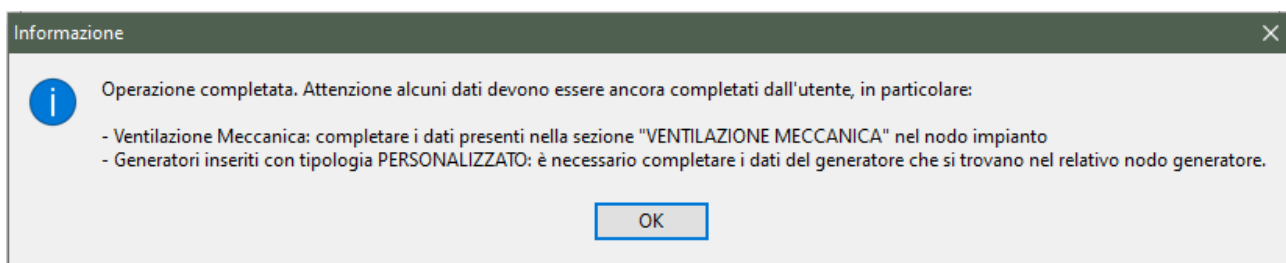 Informazione
Operazione completata. Attenzione alcuni dati devono essere ancora completati dall'utente, in particolare:
- Ventilazione Meccanica: completare i dati presenti nella sezione "VENTILAZIONE MECCANICA" nel nodo impianto
- Generatori inseriti con tipologia PERSONALIZZATO: è necessario completare i dati del generatore che si trovano nel relativo nodo generatore.
OK